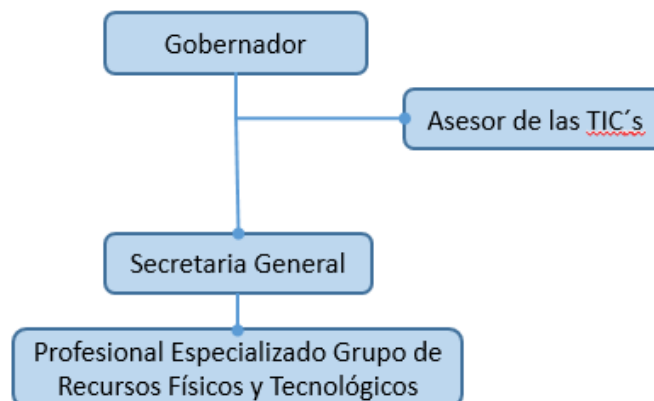 Gobernador
Asesor de las TIC´s
Secretaria General
Profesional Especializado Grupo de
Recursos Físicos y Tecnológicos